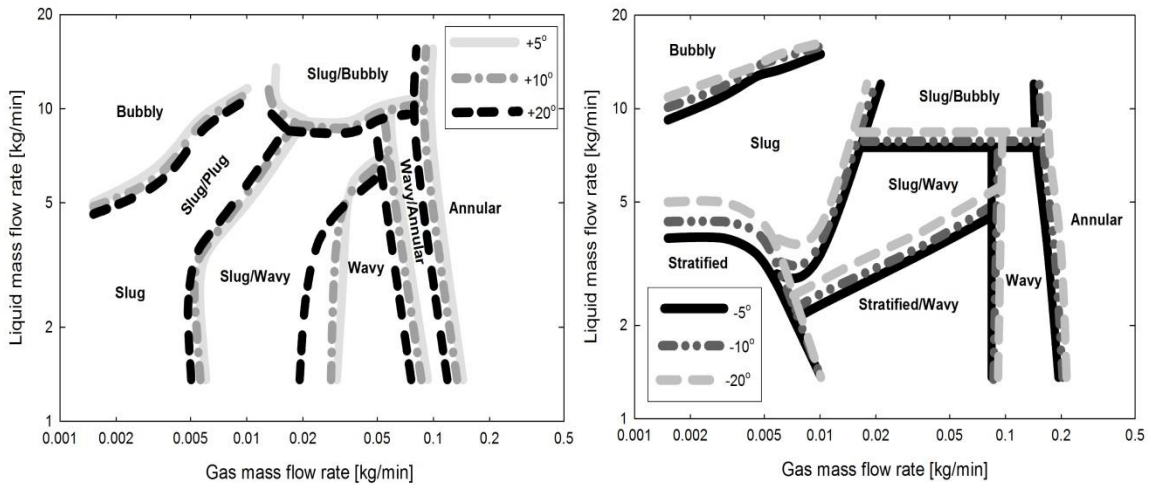 20
10
5
2
1
Liquid mass flow rate [kg/min]
0.001
0.002
0.005
0.01
0.02
0.05
0.1
0.2
0.5
Gas mass flow rate [kg/min]
+5°
+10°
+20°
Slug/Bubbly
Bubbly
Slug/Plug
Wavy/Annular
Annular
Slug/Wavy
Wavy
Slug
20
10
5
2
1
Liquid mass flow rate [kg/min]
0.001
0.002
0.005
0.01
0.02
0.05
0.1
0.2
0.5
Gas mass flow rate [kg/min]
Bubbly
Slug/Bubbly
Slug
Slug/Wavy
Annular
Stratified
Wavy
Stratified/Wavy
-5°
-10°
-20°